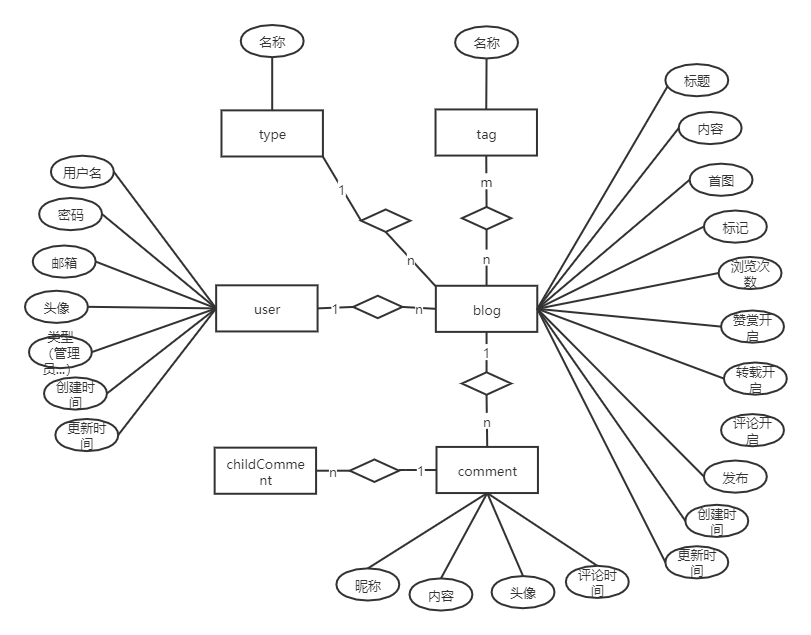 名称
名称
标题
内容
type
tag
用户名
首图
m
1
密码
标记
n
n
邮箱
浏览次
数
头像
user
1
n
blog
赞赏开
启
类型
（管理
员...）
1
转载开
启
创建时
间
n
更新时
间
评论开
启
childComme
nt
n
1
comment
发布
创建时
间
更新时
间
昵称
内容
头像
评论时
间